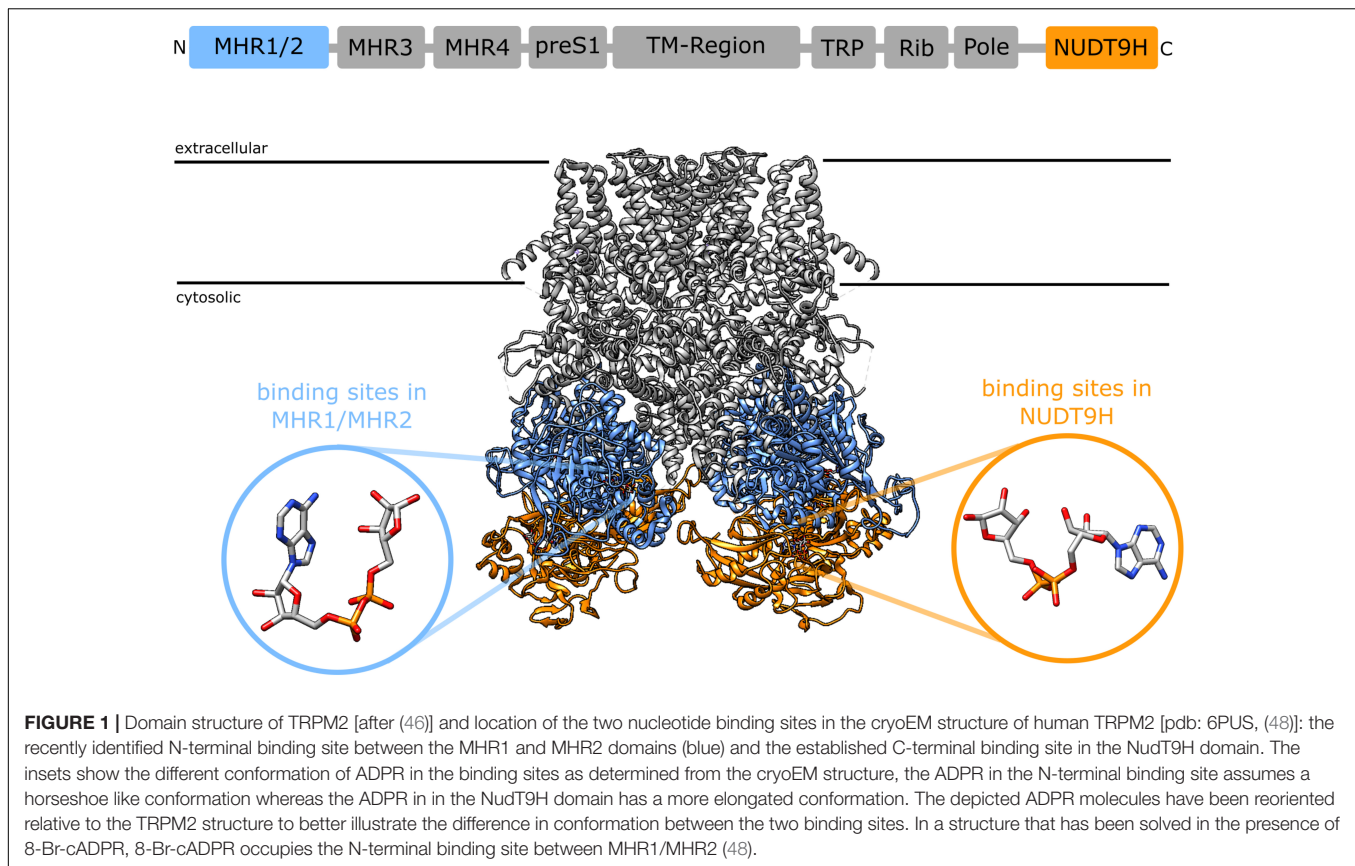 N MHR1/2 MHR3 MHR4 preS1 TM-Region TRP Rib Pole NUDT9H C
extracellular
cytosolic
binding sites in
MHR1/MHR2
binding sites in
NUDT9H
FIGURE 1 | Domain structure of TRPM2 [after (46)] and location of the two nucleotide binding sites in the cryoEM structure of human TRPM2 [pdb: 6PUS, (48)]: the
recently identified N-terminal binding site between the MHR1 and MHR2 domains (blue) and the established C-terminal binding site in the NudT9H domain. The
insets show the different conformation of ADPR in the binding sites as determined from the cryoEM structure, the ADPR in the N-terminal binding site assumes a
horseshoe like conformation whereas the ADPR in in the NudT9H domain has a more elongated conformation. The depicted ADPR molecules have been reoriented
relative to the TRPM2 structure to better illustrate the difference in conformation between the two binding sites. In a structure that has been solved in the presence of
8-Br-cADPR, 8-Br-cADPR occupies the N-terminal binding site between MHR1/MHR2 (48).